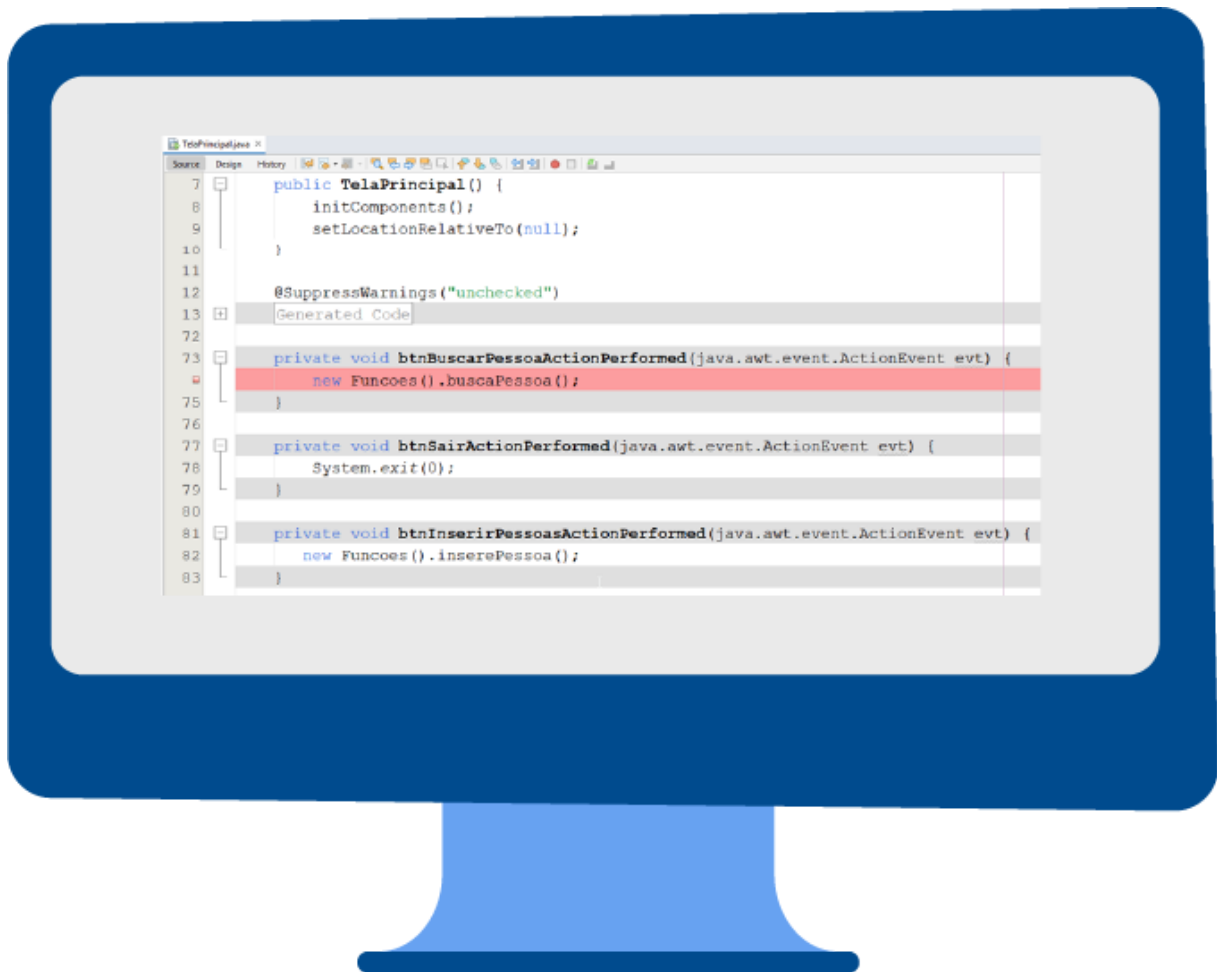 TelaPrincipal.java ×
Source Design History
7 public TelaPrincipal() {
8 initComponents();
9 setLocationRelativeTo(null);
10 }
11
12 @SuppressWarnings("unchecked")
13 Generated Code
72
73 private void btnBuscarPessoaActionPerformed(java.awt.event.ActionEvent evt) {
new Funcoes().buscaPessoa();
75 }
76
77 private void btnSairActionPerformed(java.awt.event.ActionEvent evt) {
78 System.exit(0);
79 }
80
81 private void btnInserirPessoasActionPerformed(java.awt.event.ActionEvent evt) {
82 new Funcoes().inserePessoa();
83 }